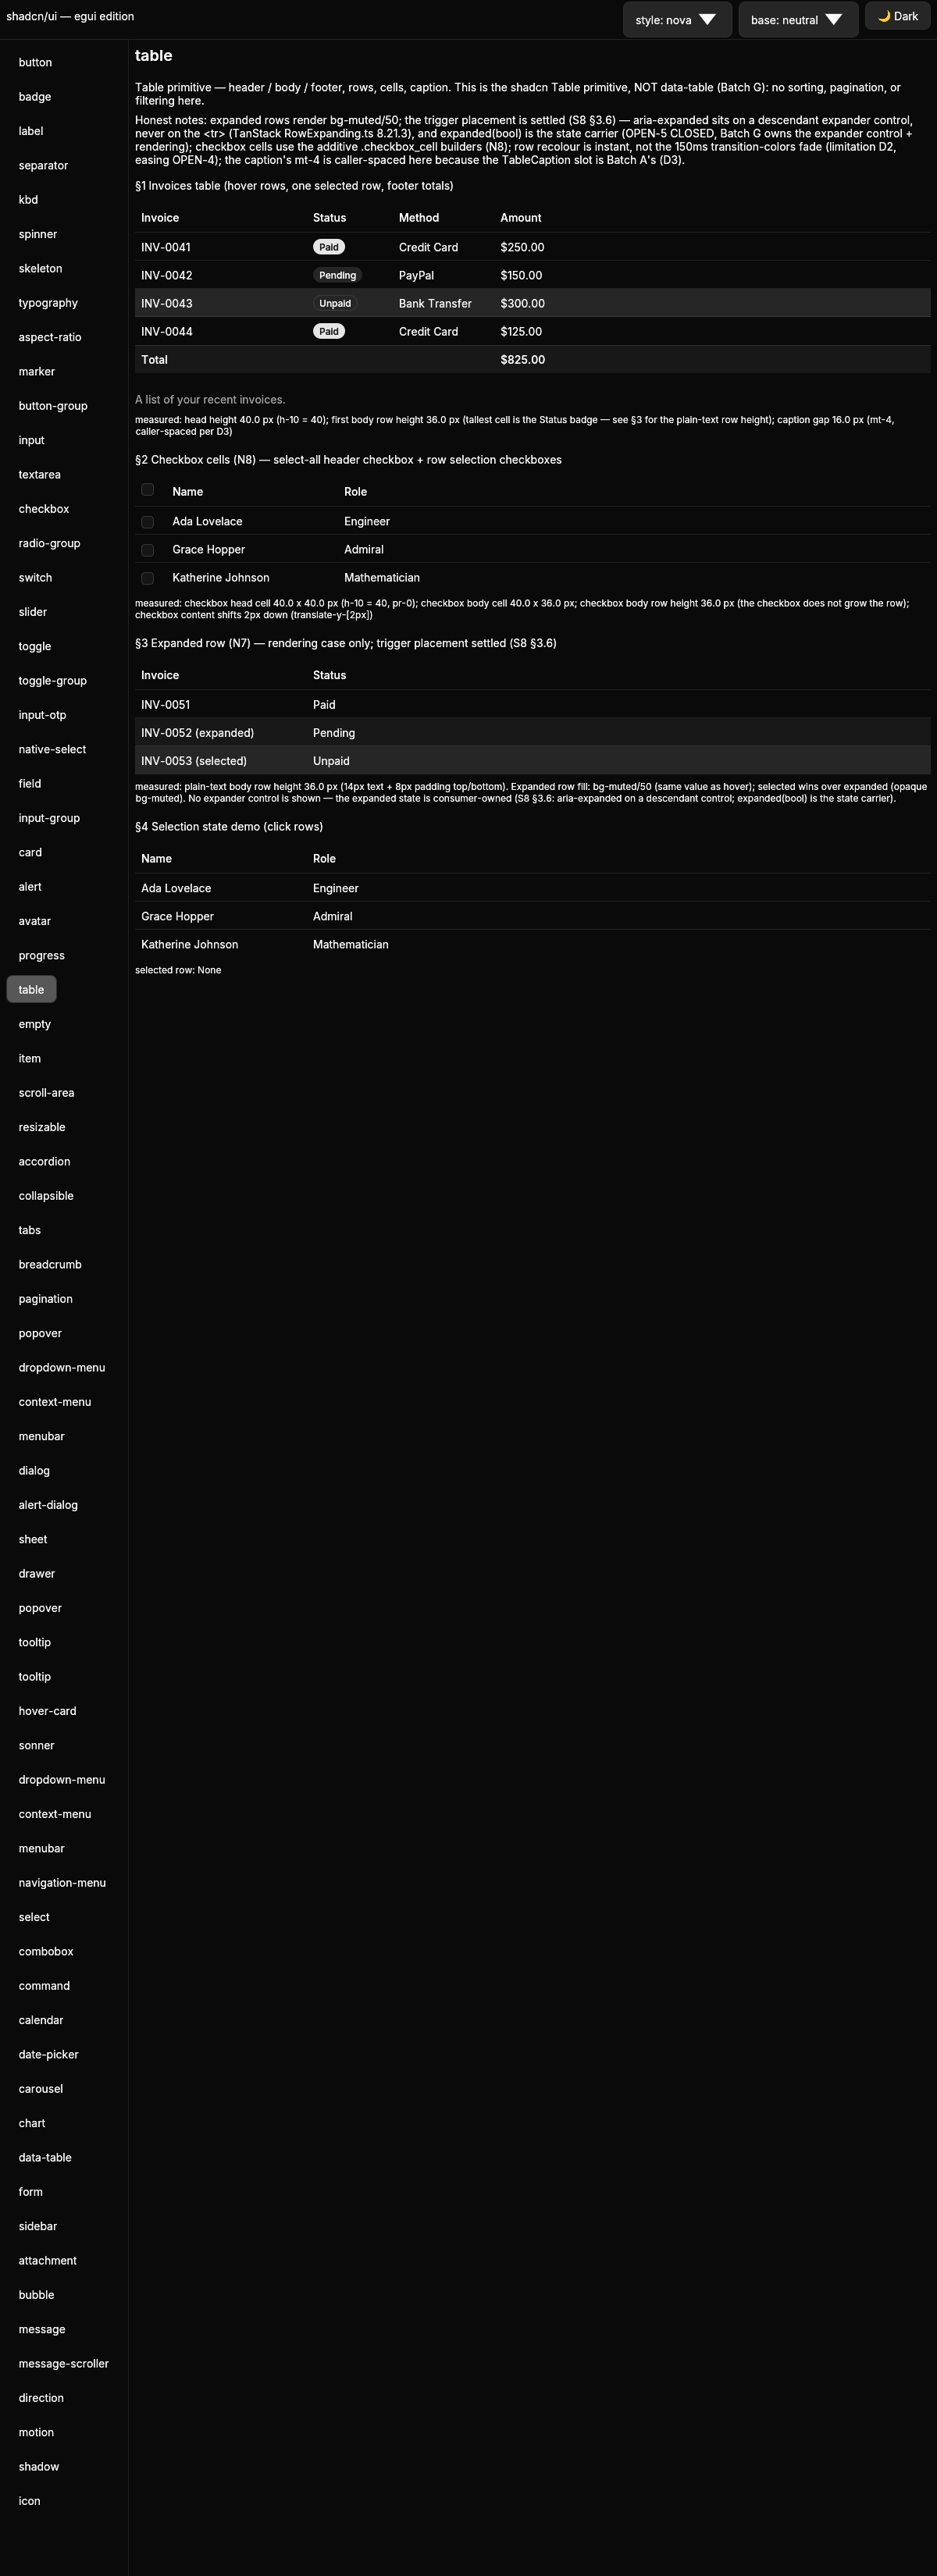 shadcn/ui — egui edition
style: nova
base: neutral
🌙 Dark
button
badge
label
separator
kbd
spinner
skeleton
typography
aspect-ratio
marker
button-group
input
textarea
checkbox
radio-group
switch
slider
toggle
toggle-group
input-otp
native-select
field
input-group
card
alert
avatar
progress
table
empty
item
scroll-area
resizable
accordion
collapsible
tabs
breadcrumb
pagination
popover
dropdown-menu
context-menu
menubar
dialog
alert-dialog
sheet
drawer
popover
tooltip
tooltip
hover-card
sonner
dropdown-menu
context-menu
menubar
navigation-menu
select
combobox
command
calendar
date-picker
carousel
chart
data-table
form
sidebar
attachment
bubble
message
message-scroller
direction
motion
shadow
icon
table
Table primitive — header / body / footer, rows, cells, caption. This is the shadcn Table primitive, NOT data-table (Batch G): no sorting, pagination, or
filtering here.
Honest notes: expanded rows render bg-muted/50; the trigger placement is settled (S8 §3.6) — aria-expanded sits on a descendant expander control,
never on the <tr> (TanStack RowExpanding.ts 8.21.3), and expanded(bool) is the state carrier (OPEN-5 CLOSED, Batch G owns the expander control +
rendering); checkbox cells use the additive .checkbox_cell builders (N8); row recolour is instant, not the 150ms transition-colors fade (limitation D2,
easing OPEN-4); the caption's mt-4 is caller-spaced here because the TableCaption slot is Batch A's (D3).
§1 Invoices table (hover rows, one selected row, footer totals)
Invoice Status Method Amount
INV-0041 Paid Credit Card $250.00
INV-0042 Pending PayPal $150.00
INV-0043 Unpaid Bank Transfer $300.00
INV-0044 Paid Credit Card $125.00
Total $825.00
A list of your recent invoices.
measured: head height 40.0 px (h-10 = 40); first body row height 36.0 px (tallest cell is the Status badge — see §3 for the plain-text row height); caption gap 16.0 px (mt-4,
caller-spaced per D3)
§2 Checkbox cells (N8) — select-all header checkbox + row selection checkboxes
Name Role
Ada Lovelace Engineer
Grace Hopper Admiral
Katherine Johnson Mathematician
measured: checkbox head cell 40.0 x 40.0 px (h-10 = 40, pr-0); checkbox body cell 40.0 x 36.0 px; checkbox body row height 36.0 px (the checkbox does not grow the row);
checkbox content shifts 2px down (translate-y-[2px])
§3 Expanded row (N7) — rendering case only; trigger placement settled (S8 §3.6)
Invoice Status
INV-0051 Paid
INV-0052 (expanded) Pending
INV-0053 (selected) Unpaid
measured: plain-text body row height 36.0 px (14px text + 8px padding top/bottom). Expanded row fill: bg-muted/50 (same value as hover); selected wins over expanded (opaque
bg-muted). No expander control is shown — the expanded state is consumer-owned (S8 §3.6: aria-expanded on a descendant control; expanded(bool) is the state carrier).
§4 Selection state demo (click rows)
Name Role
Ada Lovelace Engineer
Grace Hopper Admiral
Katherine Johnson Mathematician
selected row: None